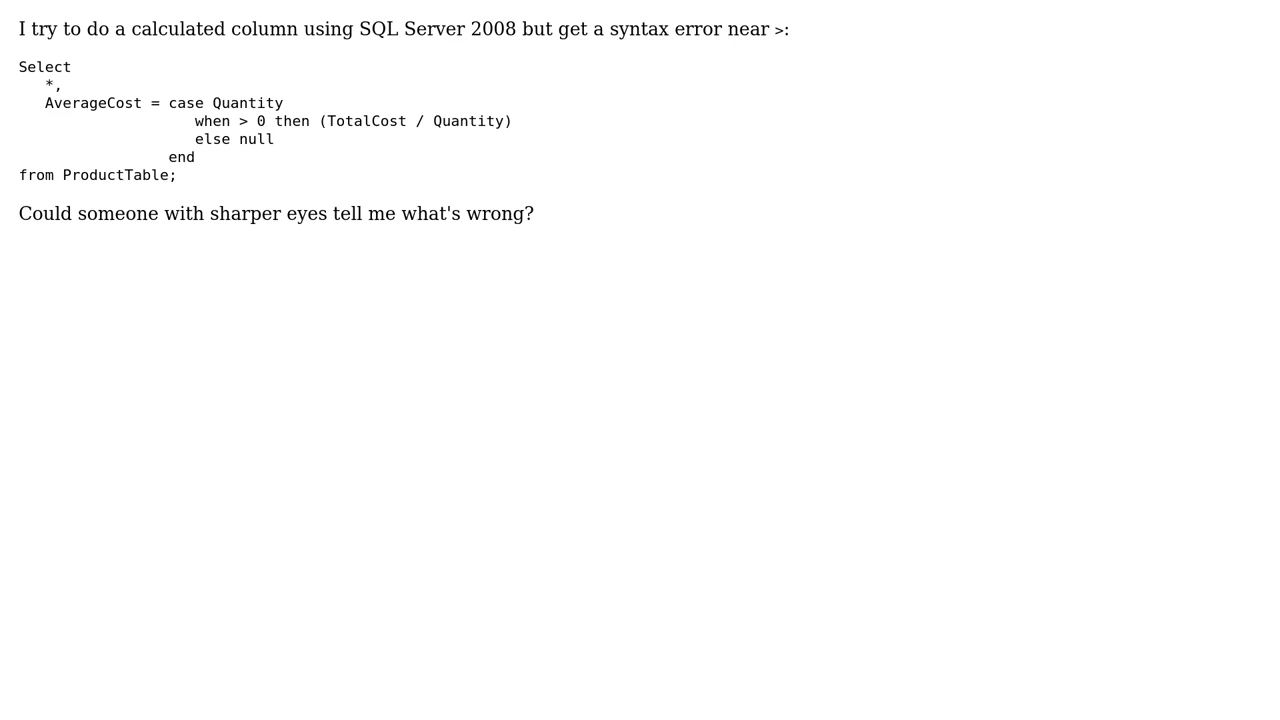 I try to do a calculated column using SQL Server 2008 but get a syntax error near >:
Select
   *,
   AverageCost = case Quantity
                    when > 0 then (TotalCost / Quantity)
                    else null
                 end
from ProductTable;
Could someone with sharper eyes tell me what's wrong?